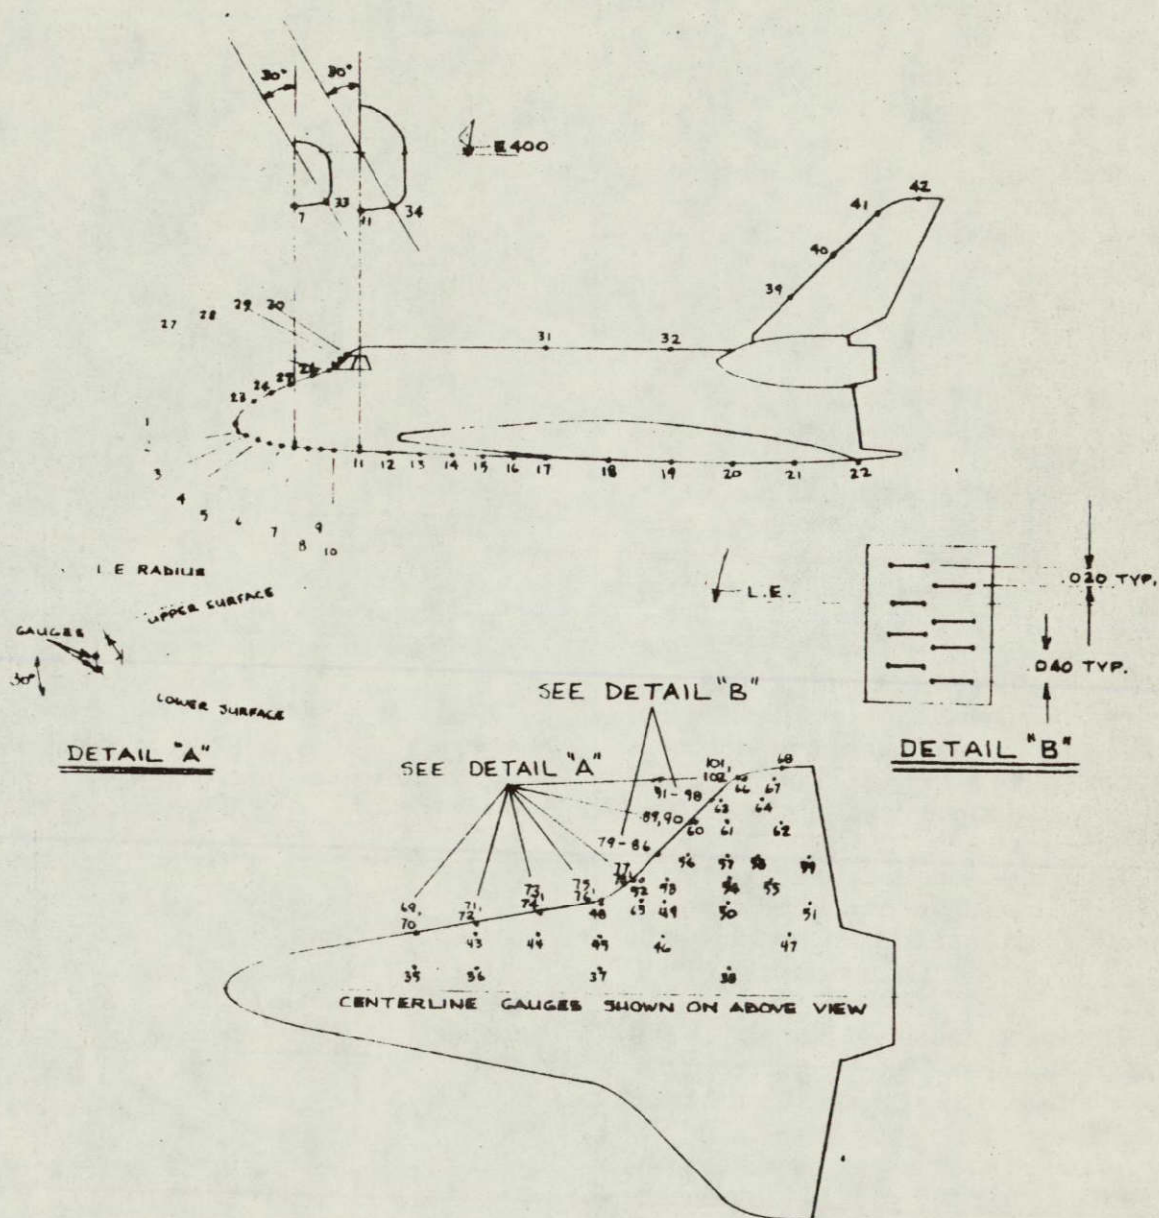 30° 30°
E400
7 33 11 34
42
41
40
39
27 28 29 30
31 32
26
25
24
23
1
2
3
4
5
6
7
8
9
10
11 12 13 14 15 16 17 18 19 20 21 22
L.E RADIUS
UPPER SURFACE
GAUGES
30°
LOWER SURFACE
DETAIL "A"
L.E.
.020 TYP.
.040 TYP.
DETAIL "B"
SEE DETAIL "B"
SEE DETAIL "A"
101,
102
68
91-98
66 67
63 64
89,90
60 61 62
79-86
56 57 58 59
77,
52 53 54 55
75,
76
73,
74
71,
72
69,
70
48 65 49 50 51
43 44 45 46 47
35 36 37 38
CENTERLINE GAUGES SHOWN ON ABOVE VIEW